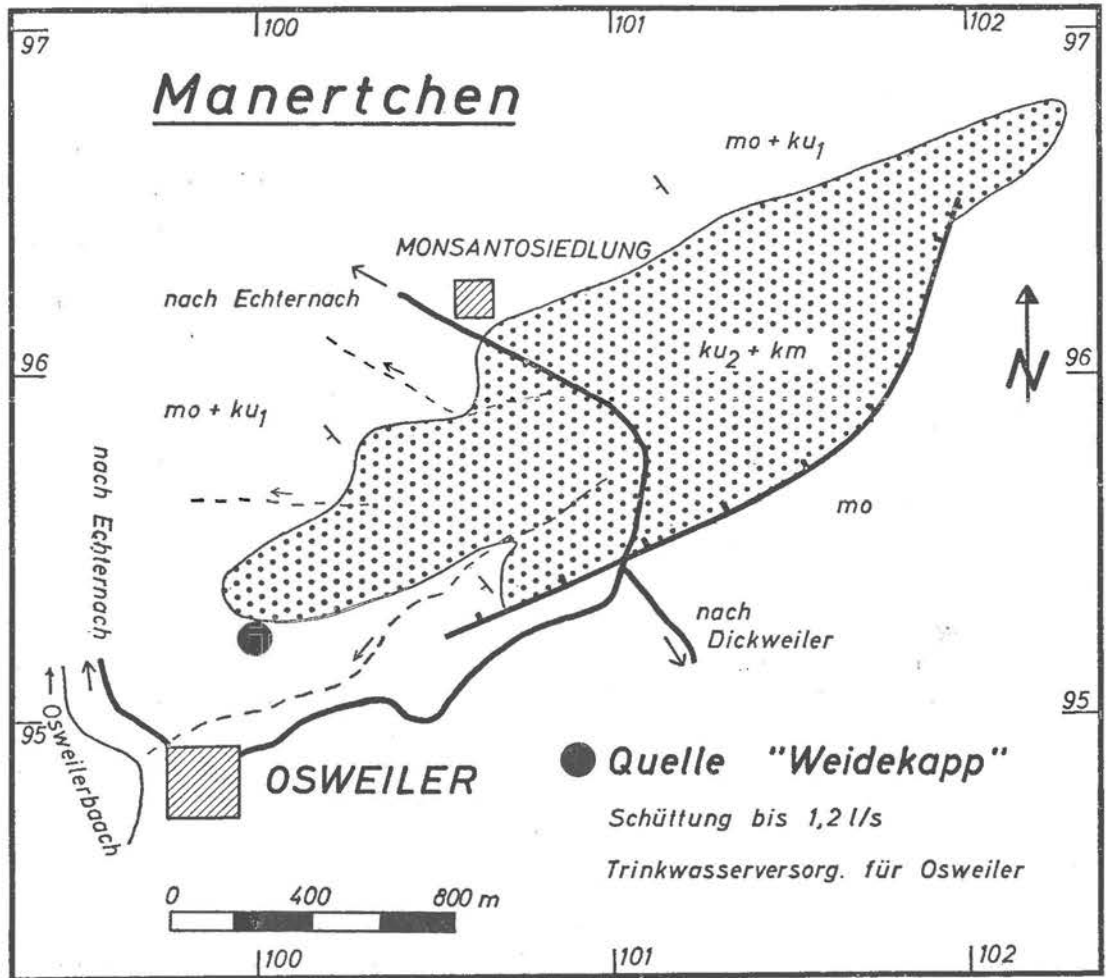 100
101
102
97
97
Manertchen
mo + ku₁
MONSANTOSIEDLUNG
nach Echternach
ku₂ + km
96
96
N
mo + ku₁
nach Echternach
mo
nach
Dickweiler
95
95
Osweilerbaach
OSWEILER
Quelle "Weidekapp"
Schüttung bis 1,2 l/s
Trinkwasserversorg. für Osweiler
0 400 800 m
100
101
102